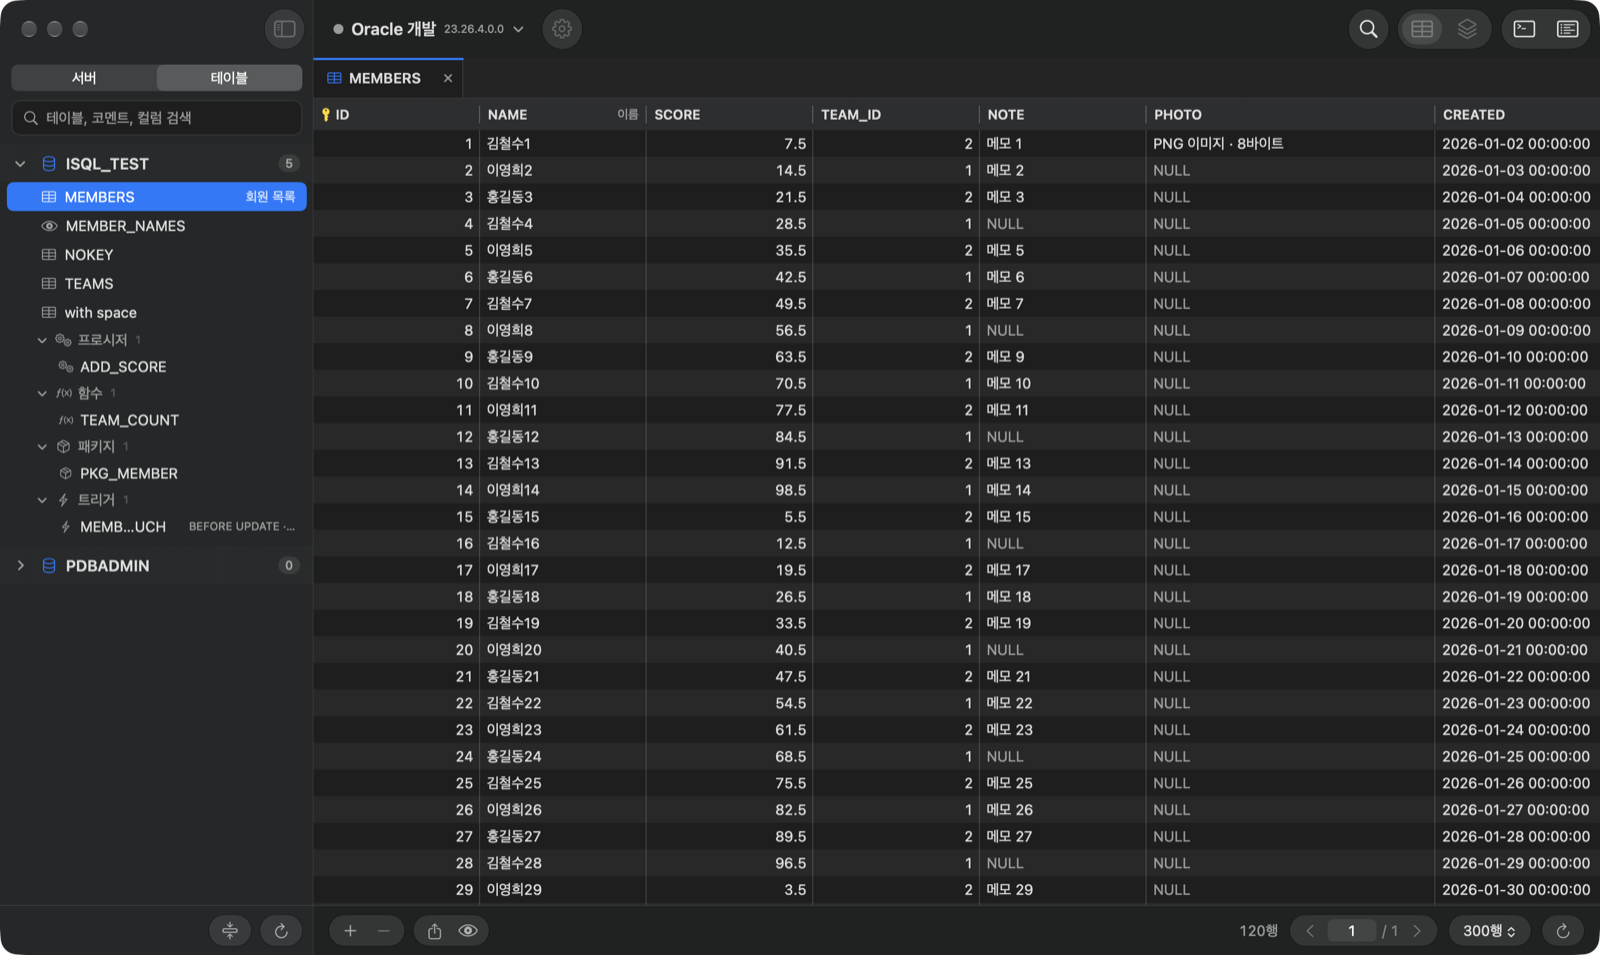 Oracle 개발 23.26.4.0.0
서버 테이블
테이블, 코멘트, 컬럼 검색
ISQL_TEST 5
MEMBERS 회원 목록
MEMBER_NAMES
NOKEY
TEAMS
with space
프로시저 1
ADD_SCORE
f(x) 함수 1
f(x) TEAM_COUNT
패키지 1
PKG_MEMBER
트리거 1
MEMB...UCH BEFORE UPDATE ·...
PDBADMIN 0
MEMBERS
ID NAME 이름 SCORE TEAM_ID NOTE PHOTO CREATED
1 김철수1 7.5 2 메모 1 PNG 이미지 · 8바이트 2026-01-02 00:00:00
2 이영희2 14.5 1 메모 2 NULL 2026-01-03 00:00:00
3 홍길동3 21.5 2 메모 3 NULL 2026-01-04 00:00:00
4 김철수4 28.5 1 NULL NULL 2026-01-05 00:00:00
5 이영희5 35.5 2 메모 5 NULL 2026-01-06 00:00:00
6 홍길동6 42.5 1 메모 6 NULL 2026-01-07 00:00:00
7 김철수7 49.5 2 메모 7 NULL 2026-01-08 00:00:00
8 이영희8 56.5 1 NULL NULL 2026-01-09 00:00:00
9 홍길동9 63.5 2 메모 9 NULL 2026-01-10 00:00:00
10 김철수10 70.5 1 메모 10 NULL 2026-01-11 00:00:00
11 이영희11 77.5 2 메모 11 NULL 2026-01-12 00:00:00
12 홍길동12 84.5 1 NULL NULL 2026-01-13 00:00:00
13 김철수13 91.5 2 메모 13 NULL 2026-01-14 00:00:00
14 이영희14 98.5 1 메모 14 NULL 2026-01-15 00:00:00
15 홍길동15 5.5 2 메모 15 NULL 2026-01-16 00:00:00
16 김철수16 12.5 1 NULL NULL 2026-01-17 00:00:00
17 이영희17 19.5 2 메모 17 NULL 2026-01-18 00:00:00
18 홍길동18 26.5 1 메모 18 NULL 2026-01-19 00:00:00
19 김철수19 33.5 2 메모 19 NULL 2026-01-20 00:00:00
20 이영희20 40.5 1 NULL NULL 2026-01-21 00:00:00
21 홍길동21 47.5 2 메모 21 NULL 2026-01-22 00:00:00
22 김철수22 54.5 1 메모 22 NULL 2026-01-23 00:00:00
23 이영희23 61.5 2 메모 23 NULL 2026-01-24 00:00:00
24 홍길동24 68.5 1 NULL NULL 2026-01-25 00:00:00
25 김철수25 75.5 2 메모 25 NULL 2026-01-26 00:00:00
26 이영희26 82.5 1 메모 26 NULL 2026-01-27 00:00:00
27 홍길동27 89.5 2 메모 27 NULL 2026-01-28 00:00:00
28 김철수28 96.5 1 NULL NULL 2026-01-29 00:00:00
29 이영희29 3.5 2 메모 29 NULL 2026-01-30 00:00:00
120행 1 / 1 300행